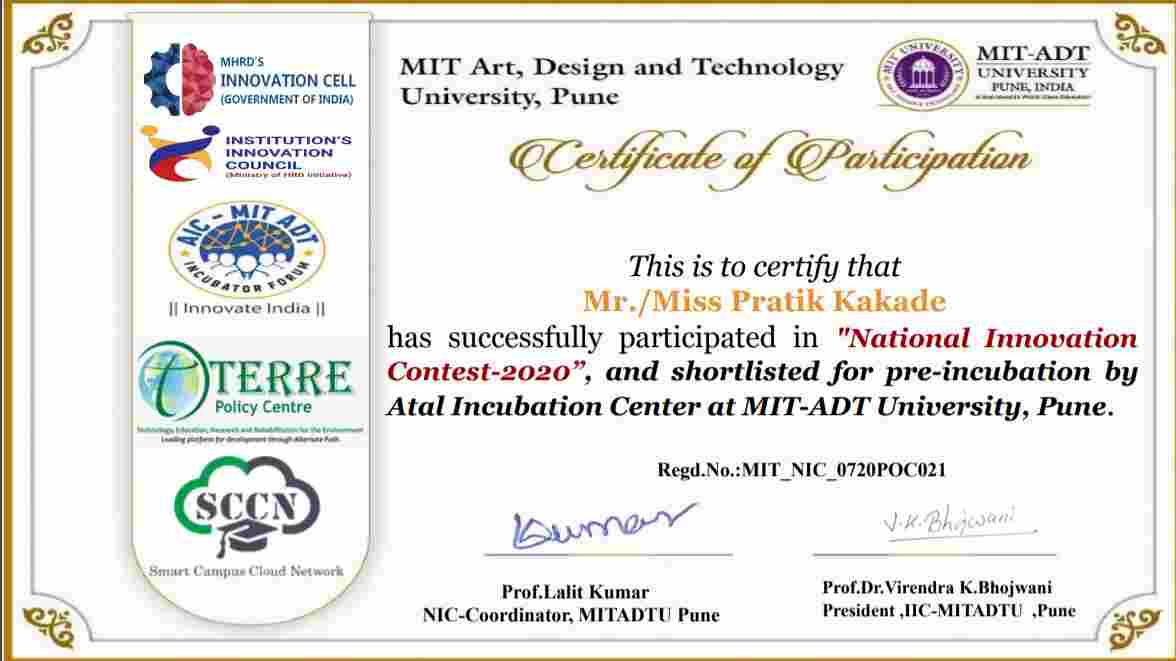 MHRD'S
INNOVATION CELL
(GOVERNMENT OF INDIA)
INSTITUTION'S
INNOVATION
COUNCIL
(Ministry of HRD Initiative)
AIC - MIT ADT
INCUBATOR FORUM
|| Innovate India ||
TERRE
Policy Centre
Technology, Education, Research and Rehabilitation for the Environment
Leading platform for development through Alternate Path.
SCCN
Smart Campus Cloud Network
MIT Art, Design and Technology
University, Pune
MIT-ADT
UNIVERSITY
PUNE, INDIA
Certificate of Participation
This is to certify that
Mr./Miss Pratik Kakade
has successfully participated in "National Innovation
Contest-2020”, and shortlisted for pre-incubation by
Atal Incubation Center at MIT-ADT University, Pune.
Regd.No.:MIT_NIC_0720POC021
Kumar
V.K.Bhojwani
Prof.Lalit Kumar
NIC-Coordinator, MITADTU Pune
Prof.Dr.Virendra K.Bhojwani
President ,IIC-MITADTU ,Pune